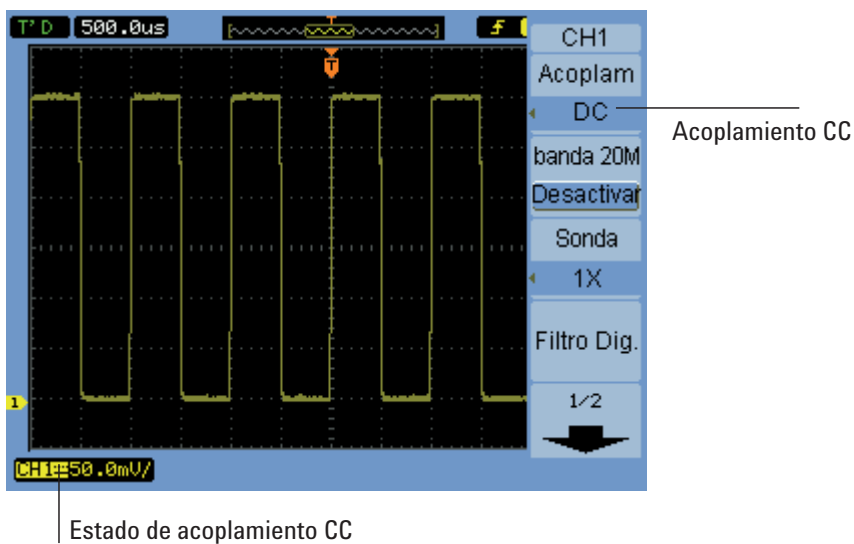 T'D 500.0us
T
T
CH1
Acoplam
DC
Acoplamiento CC
banda 20M
Desactivar
Sonda
1X
Filtro Dig.
1/2
1
CH1 50.0mV/
Estado de acoplamiento CC